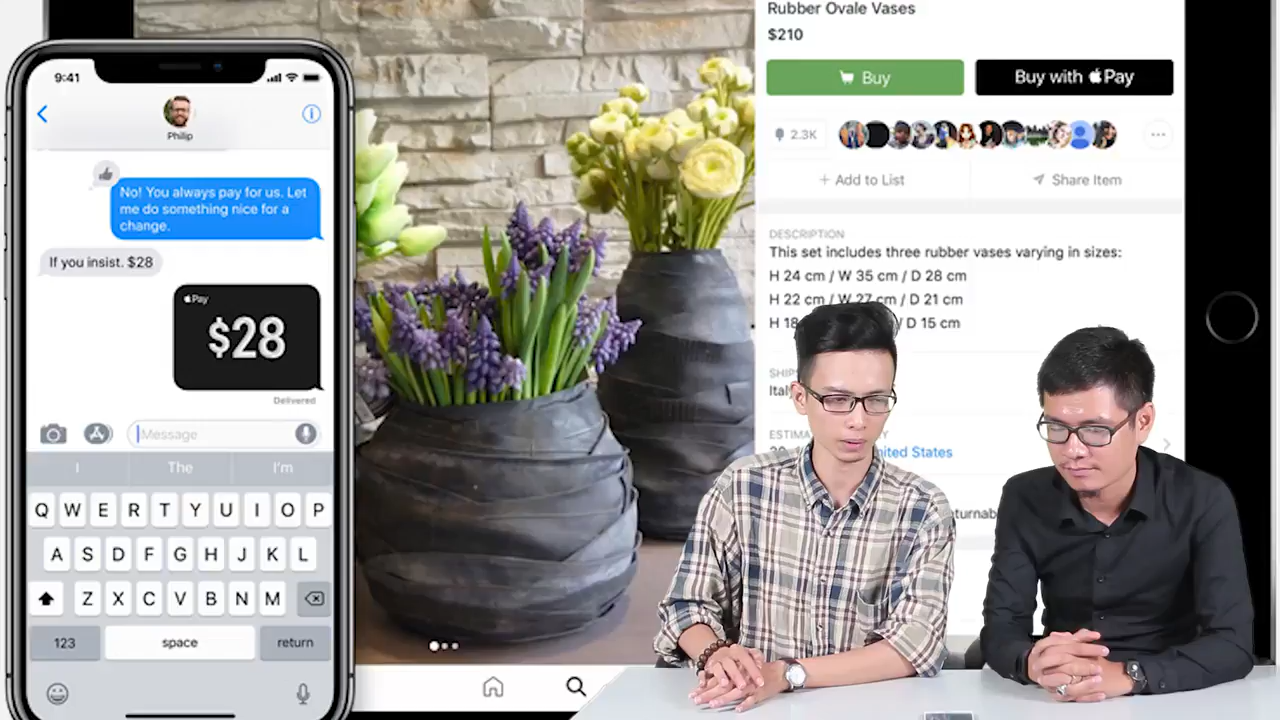 9:41
Philip
No! You always pay for us. Let
me do something nice for a
change.
If you insist. $28
Pay
$28
Delivered
Message
I The I'm
Q W E R T Y U I O P
A S D F G H J K L
Z X C V B N M
123 space return
Rubber Ovale Vases
$210
Buy
Buy with Pay
2.3K
+ Add to List
Share Item
DESCRIPTION
This set includes three rubber vases varying in sizes:
H 24 cm / W 35 cm / D 28 cm
H 22 cm / W 27 cm / D 21 cm
H 18 / D 15 cm
United States